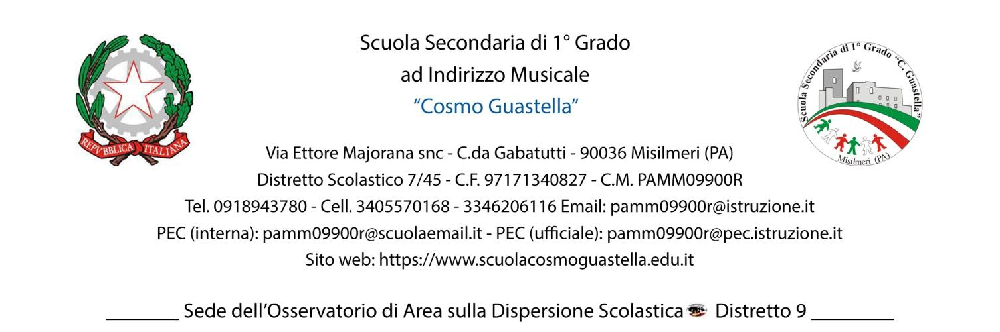 Scuola Secondaria di 1° Grado
ad Indirizzo Musicale
“Cosmo Guastella”
REPVBBLICA ITALIANA
Scuola Secondaria di 1° Grado “C. Guastella”
Misilmeri (PA)
Via Ettore Majorana snc - C.da Gabatutti - 90036 Misilmeri (PA)
Distretto Scolastico 7/45 - C.F. 97171340827 - C.M. PAMM09900R
Tel. 0918943780 - Cell. 3405570168 - 3346206116 Email: pamm09900r@istruzione.it
PEC (interna): pamm09900r@scuolaemail.it - PEC (ufficiale): pamm09900r@pec.istruzione.it
Sito web: https://www.scuolacosmoguastella.edu.it
Sede dell’Osservatorio di Area sulla Dispersione Scolastica Distretto 9